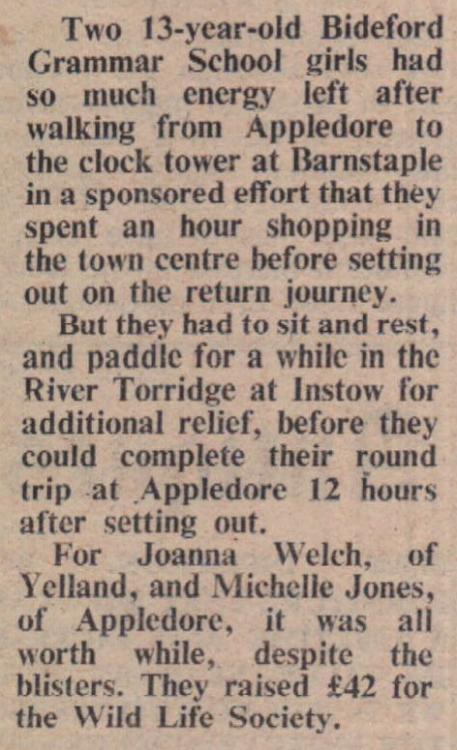 Two 13-year-old Bideford
Grammar School girls had
so much energy left after
walking from Appledore to
the clock tower at Barnstaple
in a sponsored effort that they
spent an hour shopping in
the town centre before setting
out on the return journey.
But they had to sit and rest,
and paddle for a while in the
River Torridge at Instow for
additional relief, before they
could complete their round
trip at Appledore 12 hours
after setting out.
For Joanna Welch, of
Yelland, and Michelle Jones,
of Appledore, it was all
worth while, despite the
blisters. They raised £42 for
the Wild Life Society.